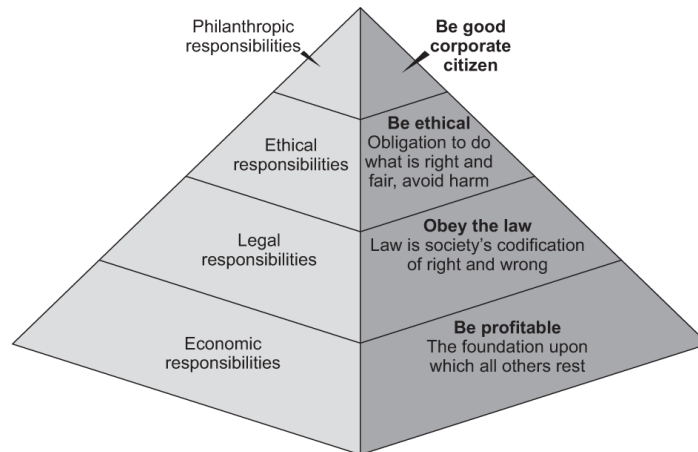 Philanthropic
responsibilities
Be good
corporate
citizen
Ethical
responsibilities
Be ethical
Obligation to do
what is right and
fair, avoid harm
Legal
responsibilities
Obey the law
Law is society’s codification
of right and wrong
Economic
responsibilities
Be profitable
The foundation upon
which all others rest